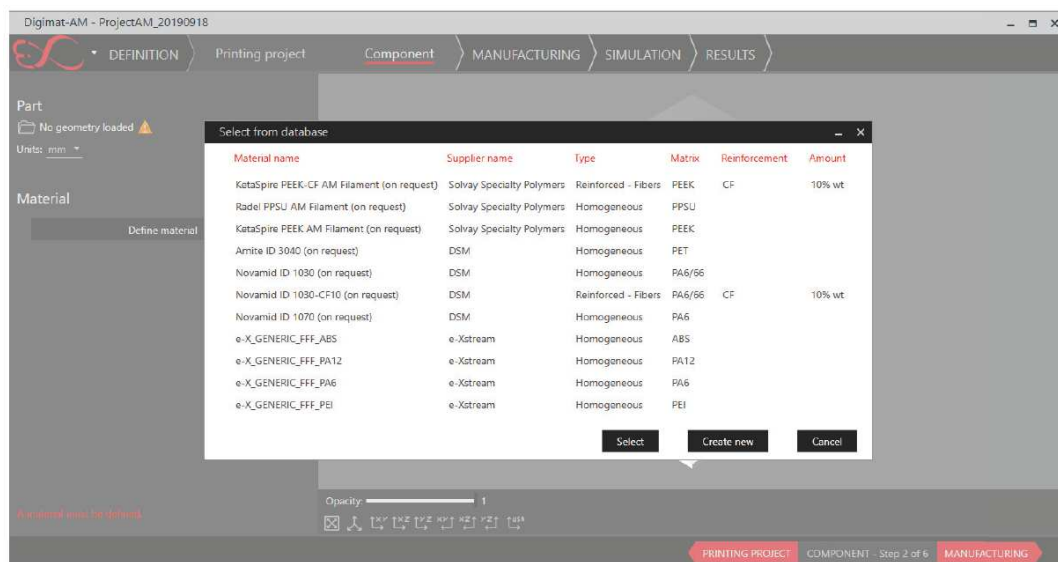 Digimat-AM - ProjectAM_20190918
DEFINITION Printing project Component MANUFACTURING SIMULATION RESULTS
Part
No geometry loaded
Units: mm
Material
Define material
Select from database
Material name Supplier name Type Matrix Reinforcement Amount
KetaSpire PEEK-CF AM Filament (on request) Solvay Specialty Polymers Reinforced - Fibers PEEK CF 10% wt
Radel PPSU AM Filament (on request) Solvay Specialty Polymers Homogeneous PPSU
KetaSpire PEEK AM Filament (on request) Solvay Specialty Polymers Homogeneous PEEK
Arnite ID 3040 (on request) DSM Homogeneous PET
Novamid ID 1030 (on request) DSM Homogeneous PA6/66
Novamid ID 1030-CF10 (on request) DSM Reinforced - Fibers PA6/66 CF 10% wt
Novamid ID 1070 (on request) DSM Homogeneous PA6
e-X_GENERIC_FFF_ABS e-Xstream Homogeneous ABS
e-X_GENERIC_FFF_PA12 e-Xstream Homogeneous PA12
e-X_GENERIC_FFF_PA6 e-Xstream Homogeneous PA6
e-X_GENERIC_FFF_PEI e-Xstream Homogeneous PEI
Select Create new Cancel
A material must be defined.
Opacity: 1
XY XZ YZ XY XZ YZ
PRINTING PROJECT COMPONENT - Step 2 of 6 MANUFACTURING